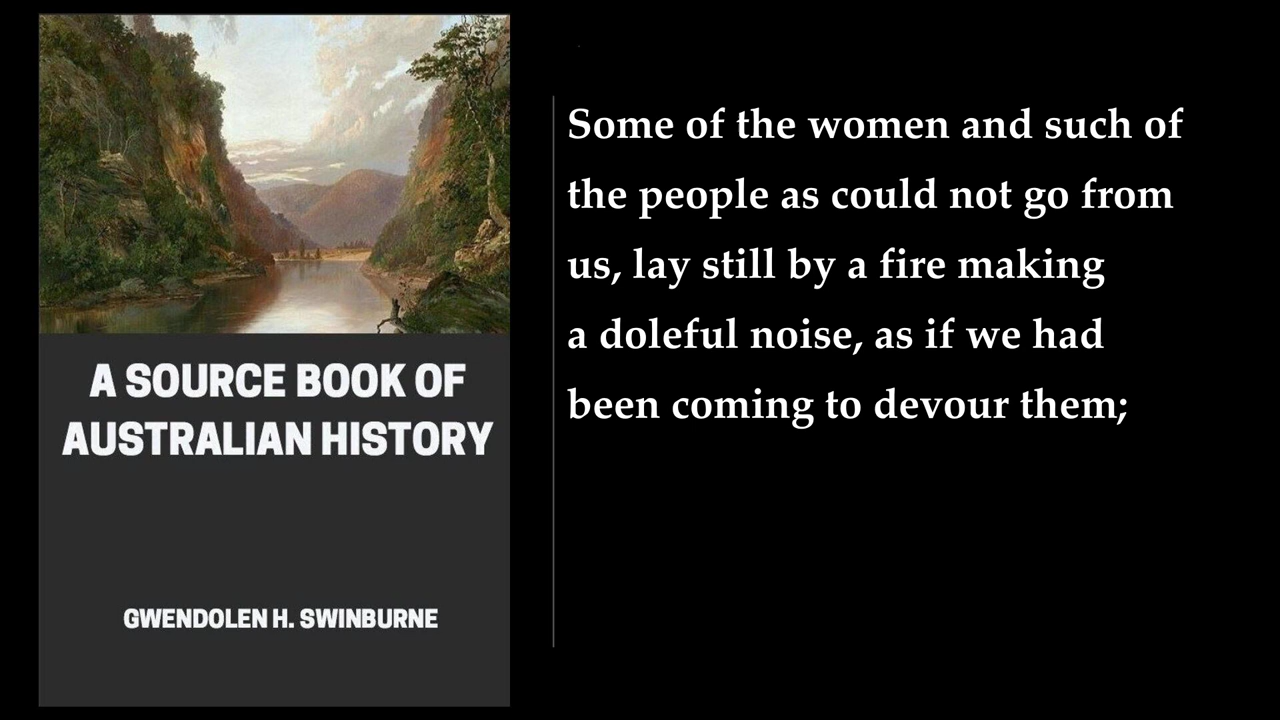 A SOURCE BOOK OF
AUSTRALIAN HISTORY
GWENDOLEN H. SWINBURNE
Some of the women and such of
the people as could not go from
us, lay still by a fire making
a doleful noise, as if we had
been coming to devour them;